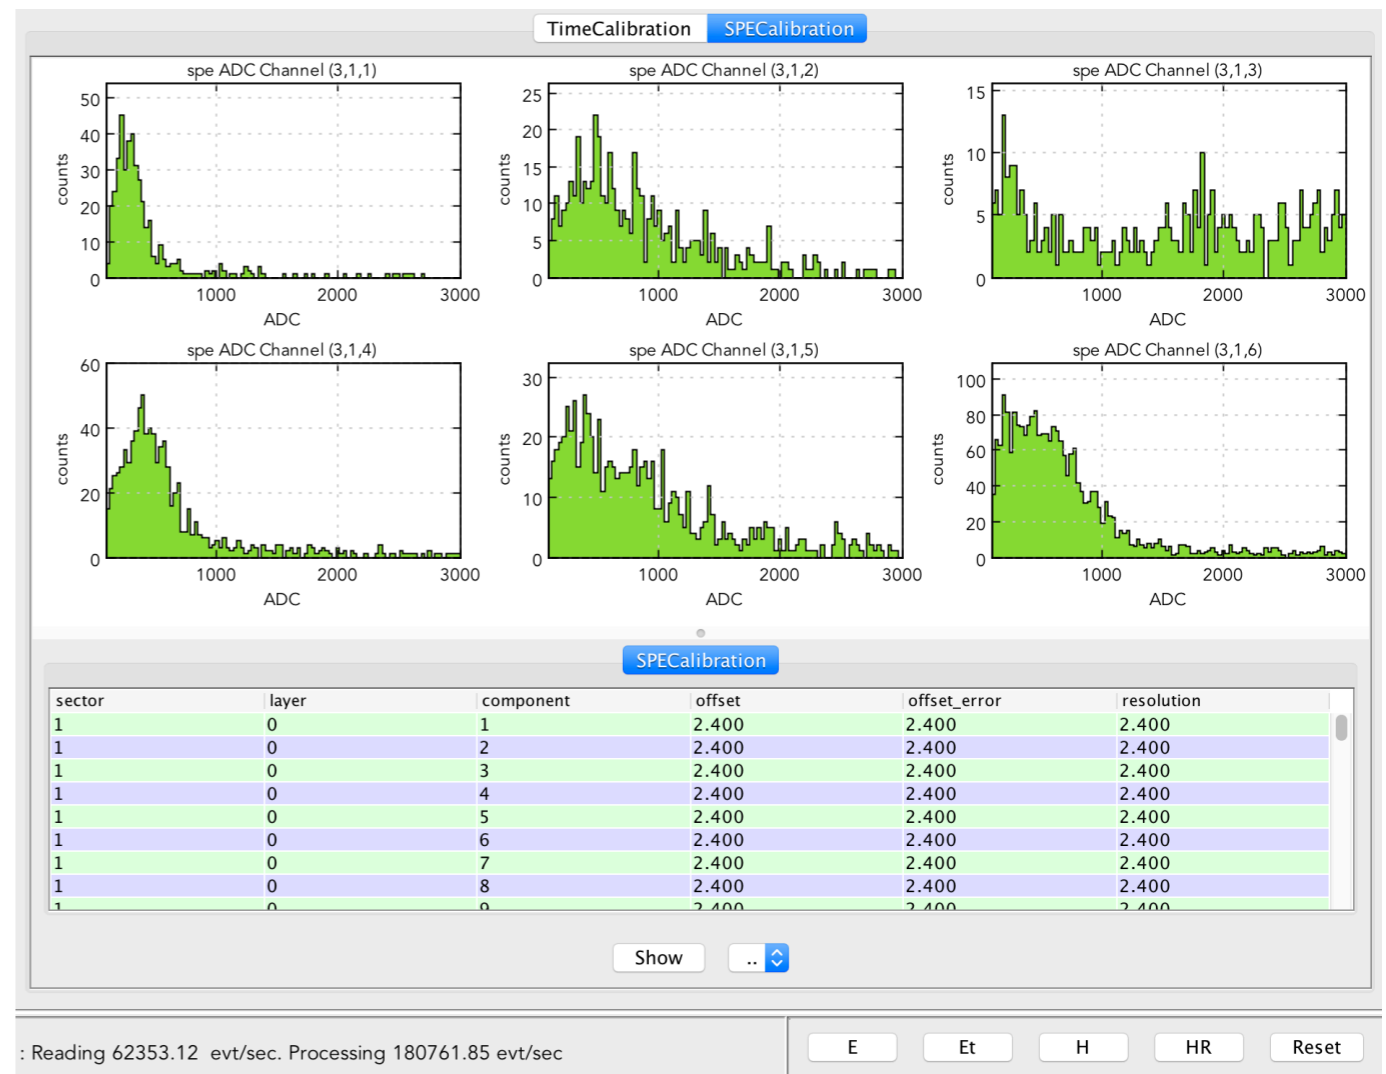 TimeCalibration SPECalibration
spe ADC Channel (3,1,1) spe ADC Channel (3,1,2) spe ADC Channel (3,1,3)
50
40
30
20
10
0
counts
1000 2000 3000
ADC
25
20
15
10
5
0
counts
1000 2000 3000
ADC
15
10
5
0
counts
1000 2000 3000
ADC
spe ADC Channel (3,1,4) spe ADC Channel (3,1,5) spe ADC Channel (3,1,6)
60
40
20
0
counts
1000 2000 3000
ADC
30
20
10
0
counts
1000 2000 3000
ADC
100
80
60
40
20
0
counts
1000 2000 3000
ADC
SPECalibration
sector layer component offset offset_error resolution
1 0 1 2.400 2.400 2.400
1 0 2 2.400 2.400 2.400
1 0 3 2.400 2.400 2.400
1 0 4 2.400 2.400 2.400
1 0 5 2.400 2.400 2.400
1 0 6 2.400 2.400 2.400
1 0 7 2.400 2.400 2.400
1 0 8 2.400 2.400 2.400
1 0 9 2.400 2.400 2.400
Show ..
: Reading 62353.12 evt/sec. Processing 180761.85 evt/sec
E Et H HR Reset